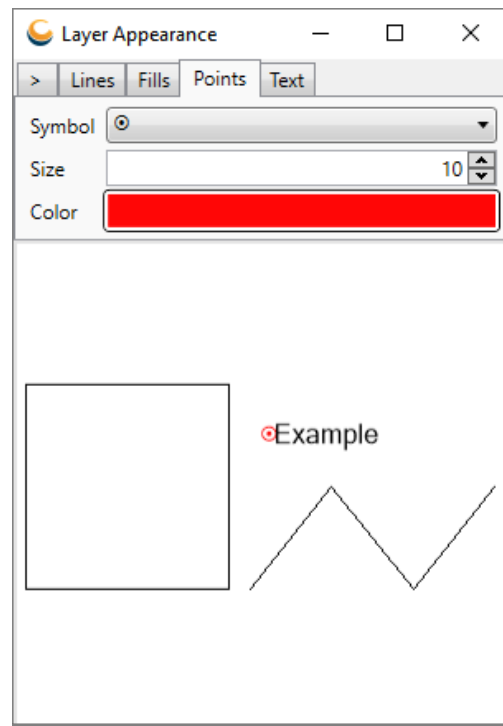 Layer Appearance
> Lines Fills Points Text
Symbol
Size 10
Color
Example